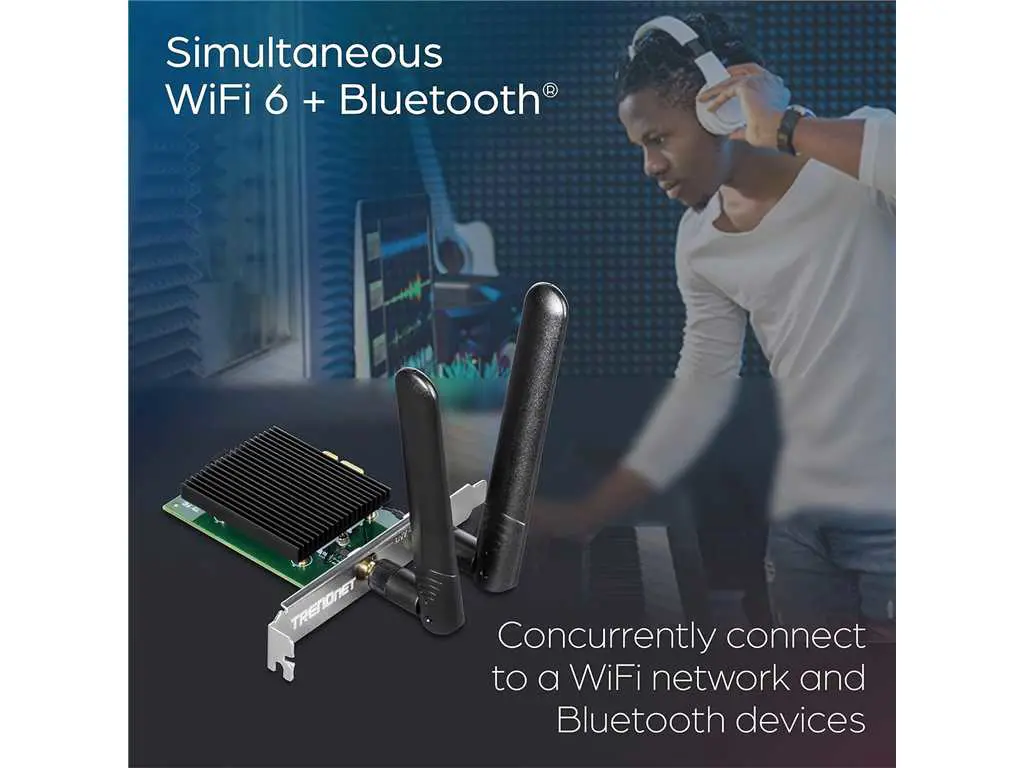 Simultaneous
WiFi 6 + Bluetooth®
TRENDNET
Concurrently connect
to a WiFi network and
Bluetooth devices